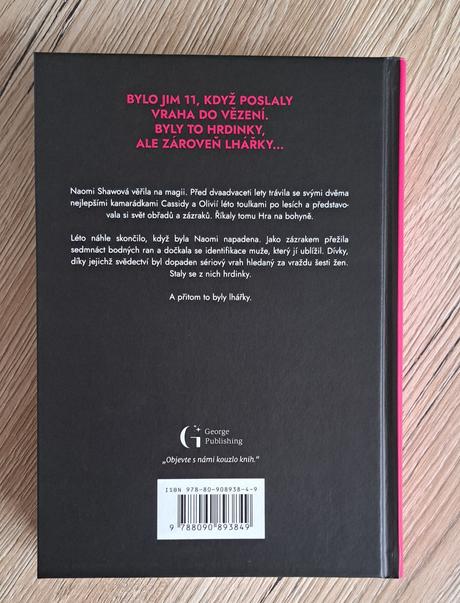 BYLO JIM 11, KDYŽ POSLALY
VRAHA DO VĚZENÍ.
BYLY TO HRDINKY,
ALE ZÁROVEŇ LHÁŘKY...
Naomi Shawová věřila na magii. Před dvaadvaceti lety trávila se svými dvěma
nejlepšími kamarádkami Cassidy a Olivií léto toulkami po lesích a představo-
vala si svět obřadů a zázraků. Říkaly tomu Hra na bohyně.
Léto náhle skončilo, když byla Naomi napadena. Jako zázrakem přežila
sedmnáct bodných ran a dočkala se identifikace muže, který jí ublížil. Dívky,
díky jejichž svědectví byl dopaden sériový vrah hledaný za vraždu šesti žen.
Staly se z nich hrdinky.
A přitom to byly lhářky.
George
Publishing
„Objevte s námi kouzlo knih.“
ISBN 978-80-908938-4-9
9 788090 893849